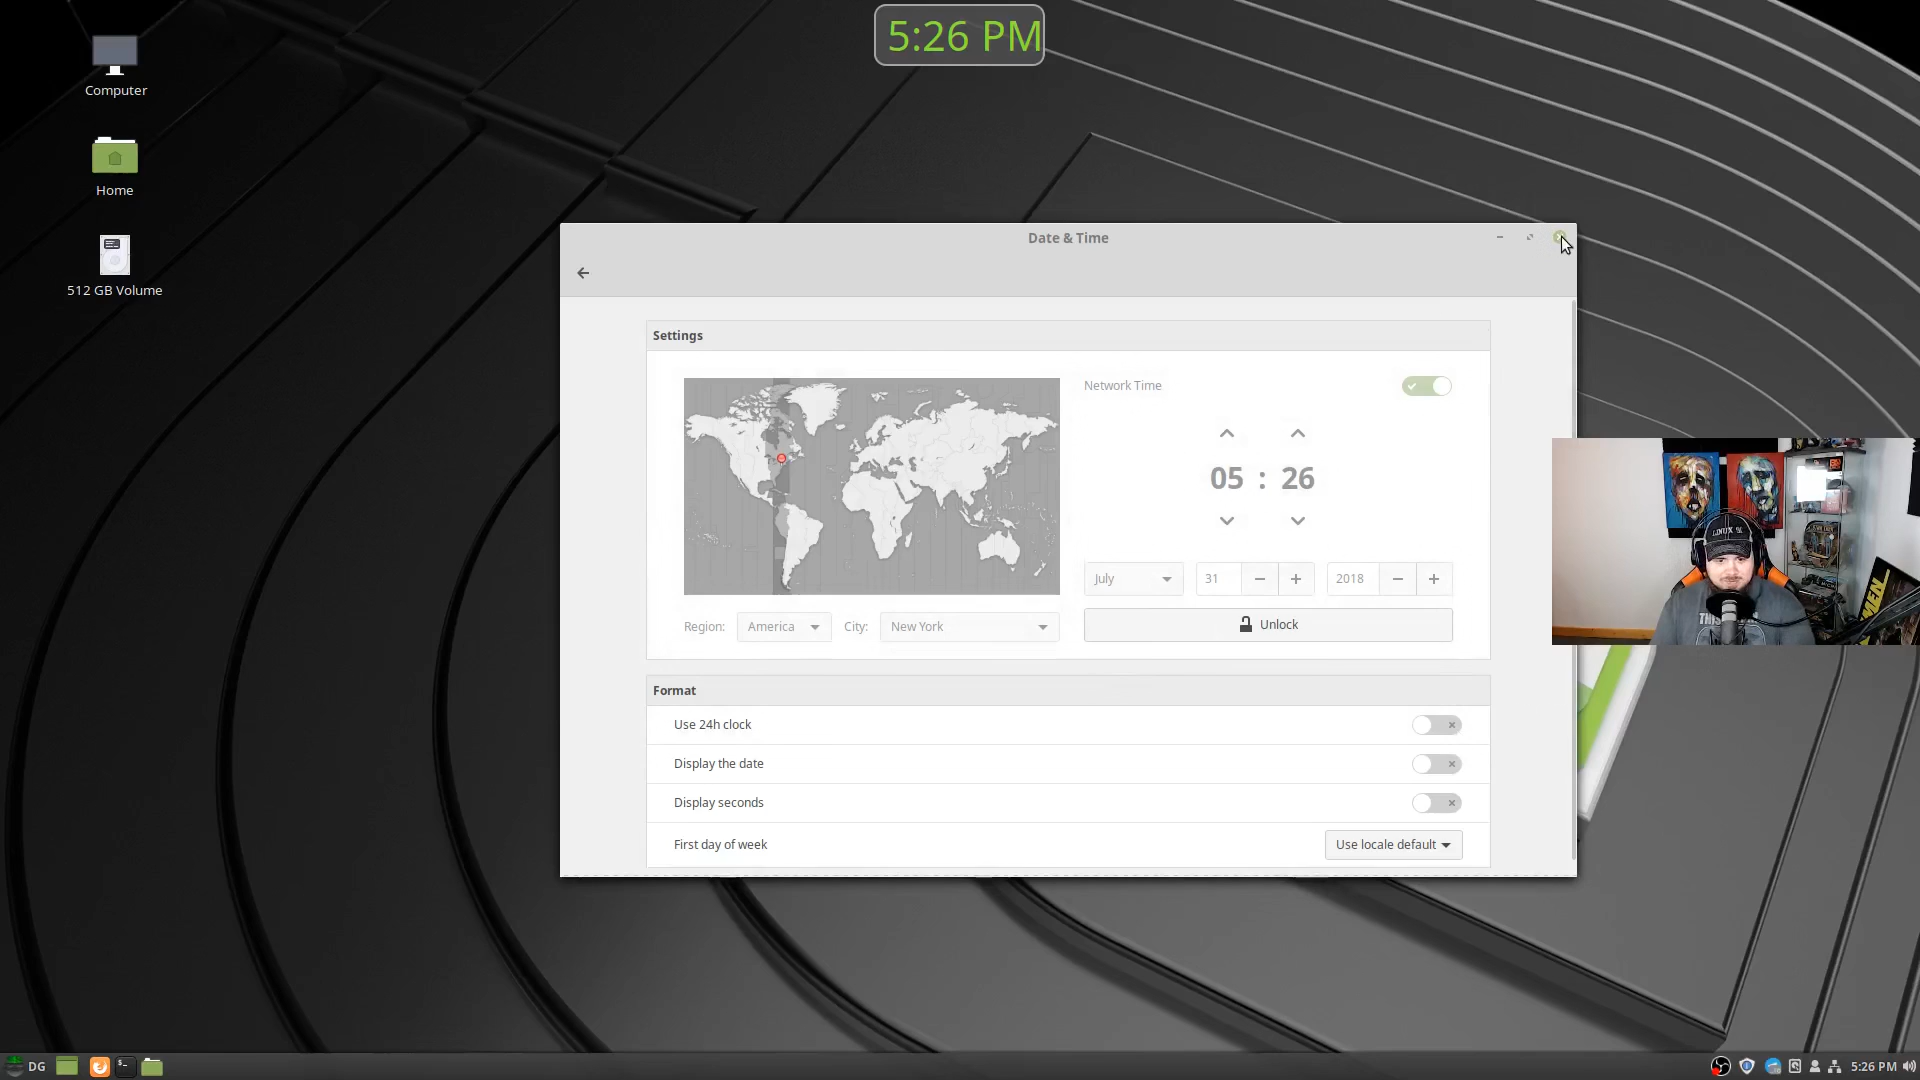 5:26 PM
Computer
Home
512 GB Volume
Date & Time
Settings
Network Time
05 : 26
July
31
2018
Region:
America
City:
New York
Unlock
Format
Use 24h clock
Display the date
Display seconds
First day of week
Use locale default
LINUX
THIS
DG
5:26 PM